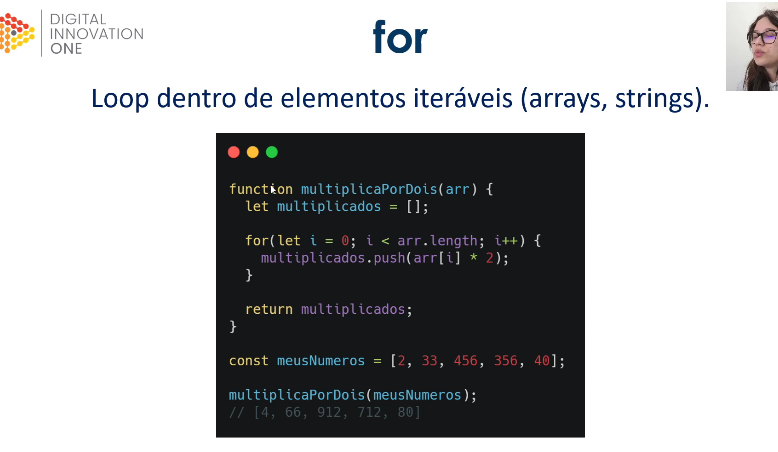 DIGITAL
INNOVATION
ONE
for
Loop dentro de elementos iteráveis (arrays, strings).
function multiplicaPorDois(arr) {
  let multiplicados = [];
  for(let i = 0; i < arr.length; i++) {
    multiplicados.push(arr[i] * 2);
  }
  return multiplicados;
}
const meusNumeros = [2, 33, 456, 356, 40];
multiplicaPorDois(meusNumeros);
// [4, 66, 912, 712, 80]